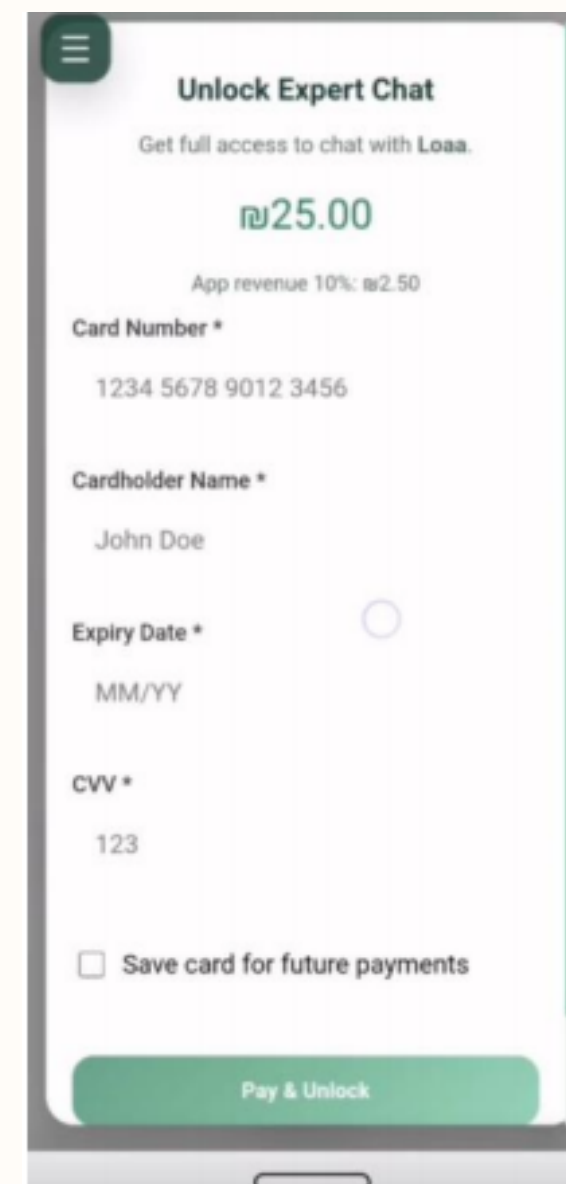 Unlock Expert Chat
Get full access to chat with Loaa.
₪25.00
App revenue 10%: ₪2.50
Card Number *
1234 5678 9012 3456
Cardholder Name *
John Doe
Expiry Date *
MM/YY
CVV *
123
Save card for future payments
Pay & Unlock